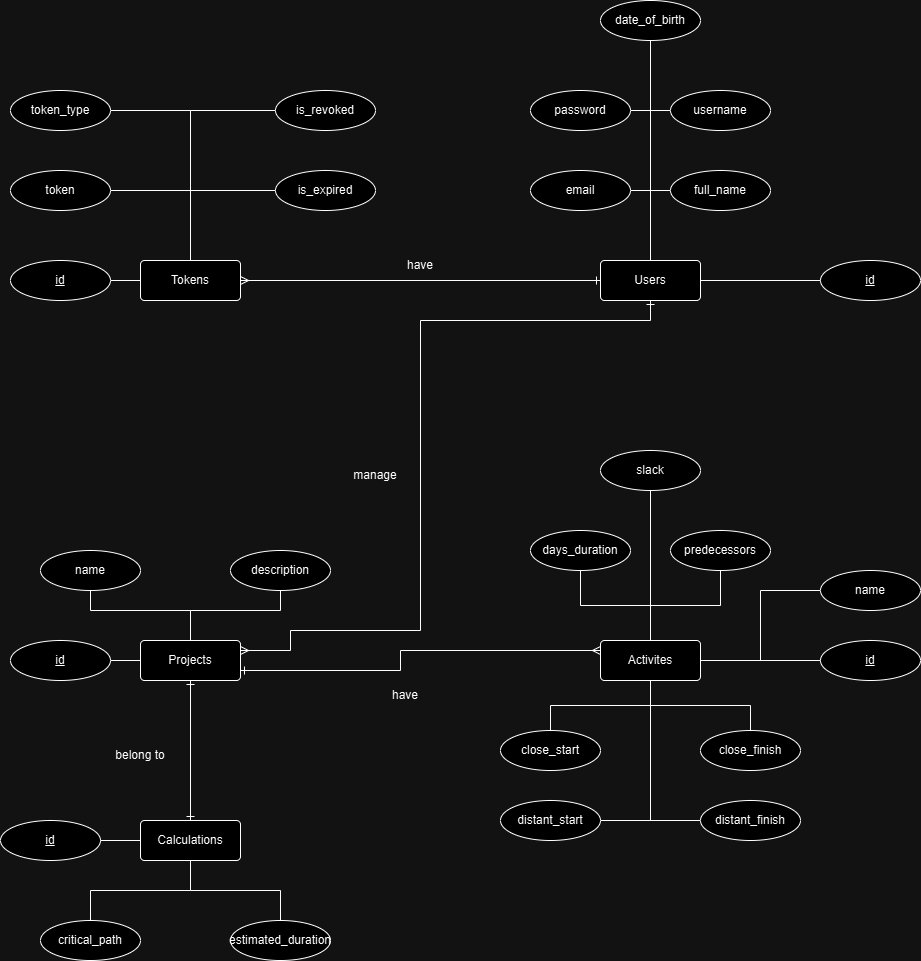 date_of_birth
token_type
is_revoked
password
username
token
is_expired
email
full_name
have
id
Tokens
Users
id
slack
manage
days_duration
predecessors
name
description
name
id
Projects
Activites
id
have
belong to
close_start
close_finish
distant_start
distant_finish
id
Calculations
critical_path
estimated_duration